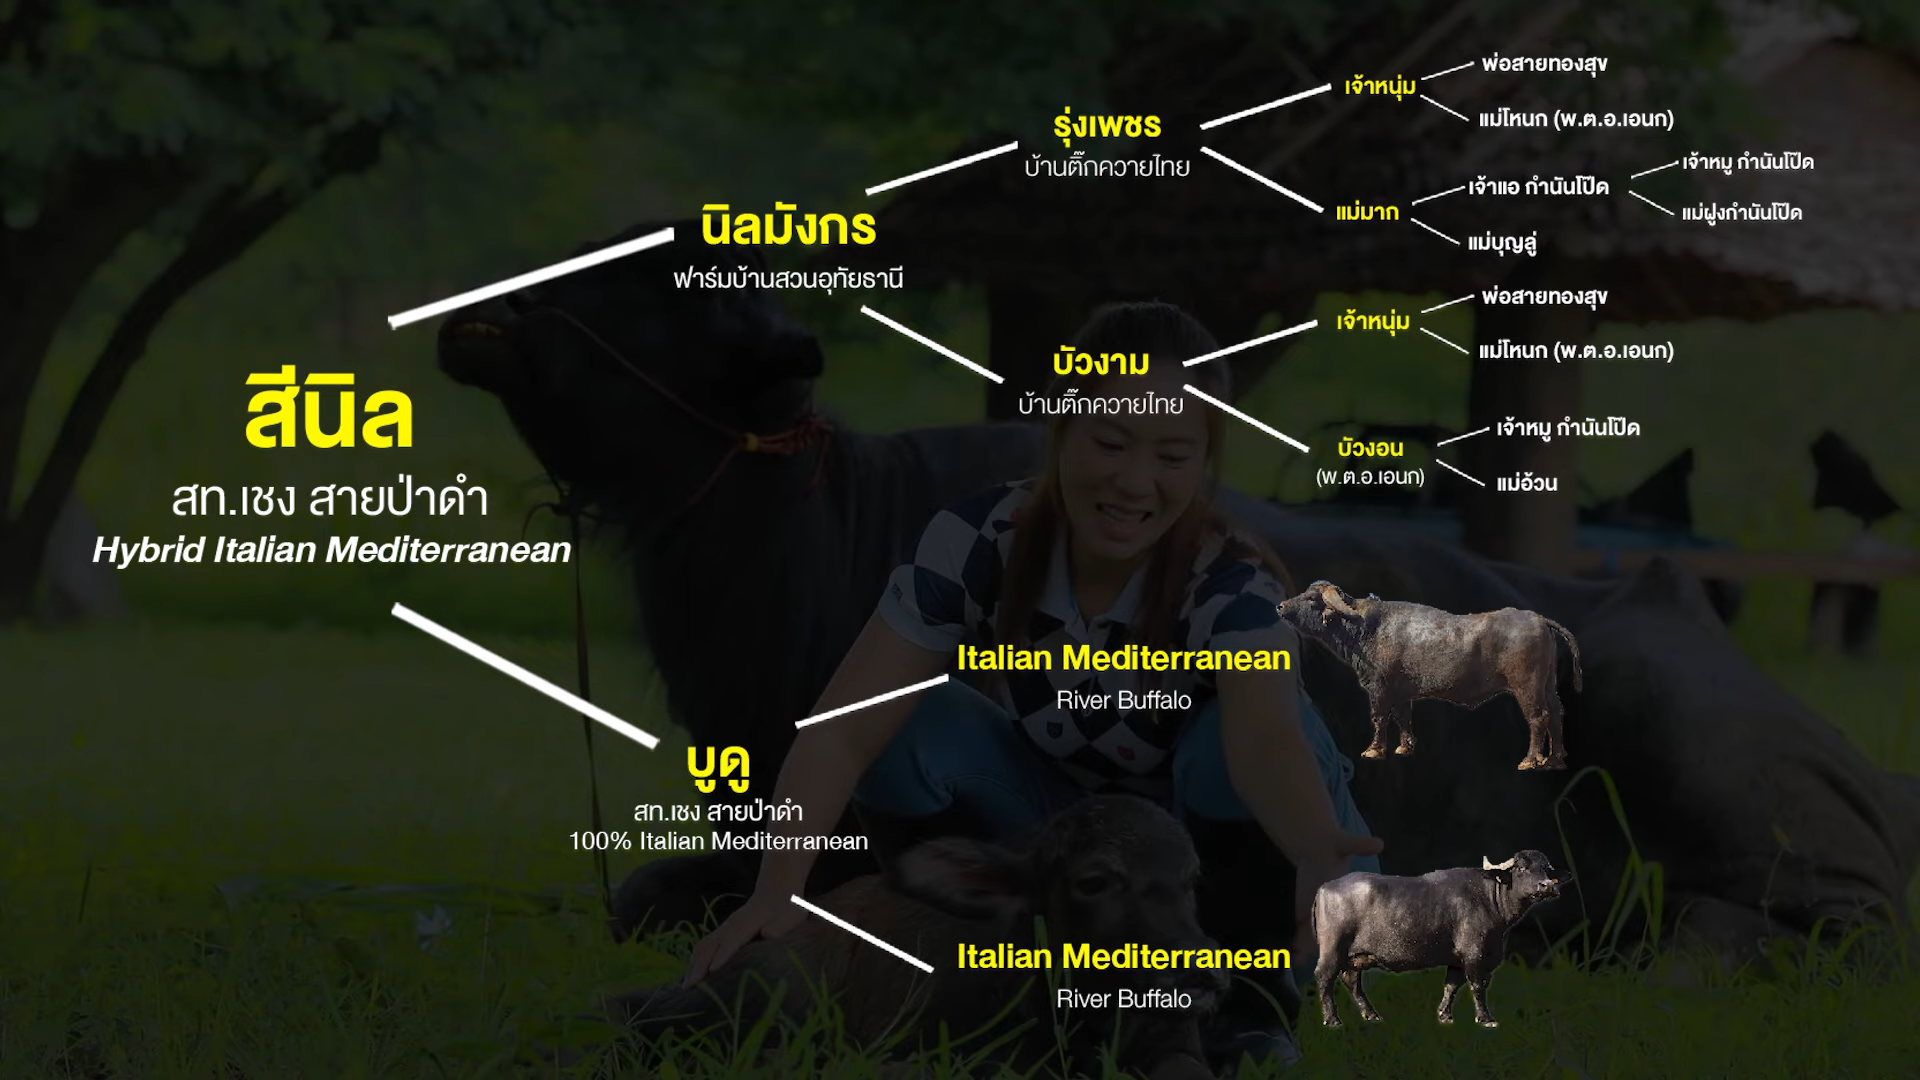 สีนิล
สท.เชง สายป่าดำ
Hybrid Italian Mediterranean
นิลมังกร
ฟาร์มบ้านสวนอุทัยธานี
รุ่งเพชร
บ้านติ๊กควายไทย
เจ้าหนุ่ม
พ่อสายทองสุข
แม่โหนก (พ.ต.อ.เอนก)
แม่มาก
เจ้าแอ กำนันโป๊ด
เจ้าหมู กำนันโป๊ด
แม่ฝูงกำนันโป๊ด
แม่บุญลู่
บัวงาม
บ้านติ๊กควายไทย
เจ้าหนุ่ม
พ่อสายทองสุข
แม่โหนก (พ.ต.อ.เอนก)
บัวงอน
(พ.ต.อ.เอนก)
เจ้าหมู กำนันโป๊ด
แม่อ้วน
บูดู
สท.เชง สายป่าดำ
100% Italian Mediterranean
Italian Mediterranean
River Buffalo
Italian Mediterranean
River Buffalo